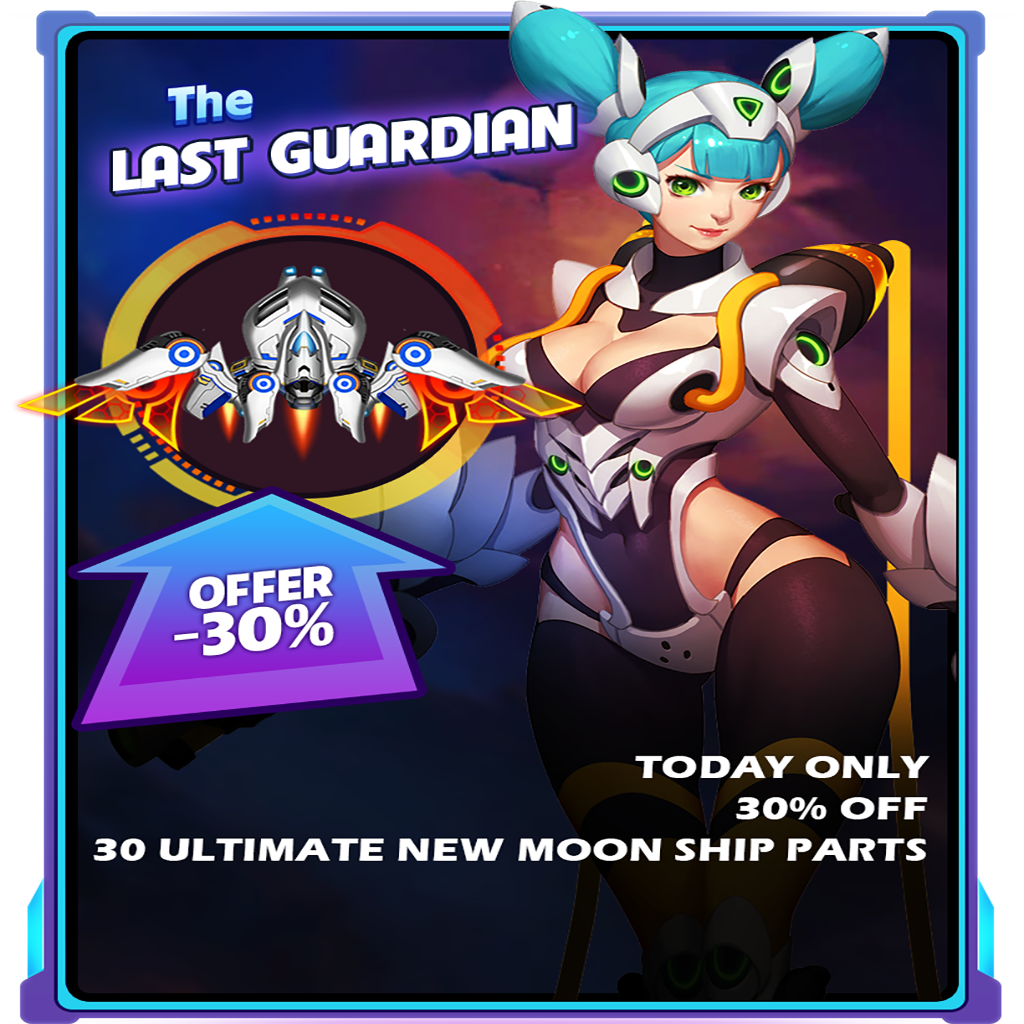 The
LAST GUARDIAN
OFFER
-30%
TODAY ONLY
30% OFF
30 ULTIMATE NEW MOON SHIP PARTS